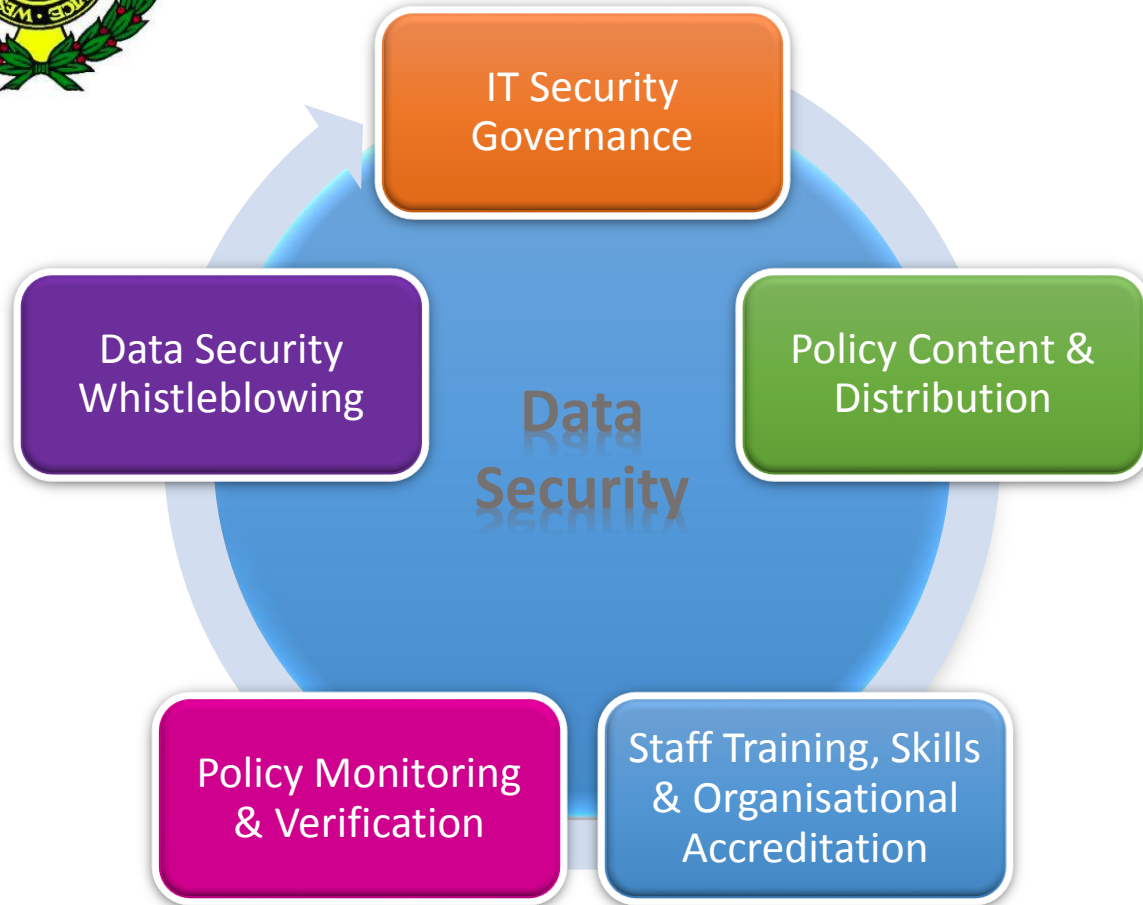 IT Security
Governance
Data Security
Whistleblowing
Policy Content &
Distribution
Data
Security
Policy Monitoring
& Verification
Staff Training, Skills
& Organisational
Accreditation